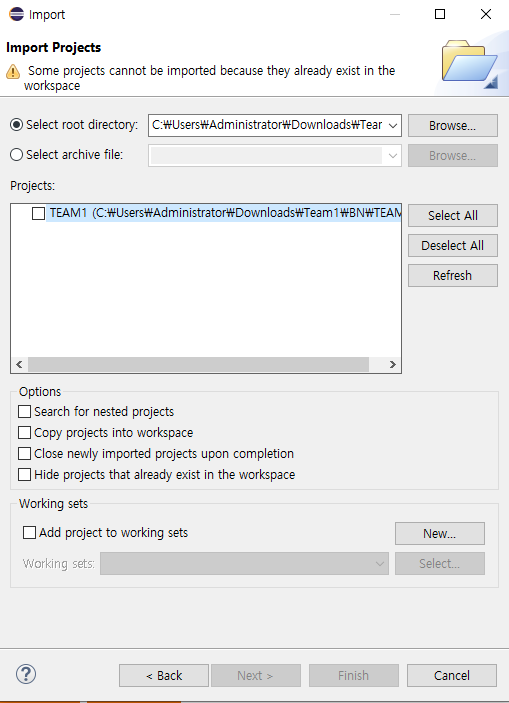 Import
Import Projects
Some projects cannot be imported because they already exist in the
workspace
Select root directory:
C:₩Users₩Administrator₩Downloads₩Tear
Browse...
Select archive file:
Browse...
Projects:
TEAM1 (C:₩Users₩Administrator₩Downloads₩Team1₩BN₩TEAM
Select All
Deselect All
Refresh
Options
Search for nested projects
Copy projects into workspace
Close newly imported projects upon completion
Hide projects that already exist in the workspace
Working sets
Add project to working sets
New...
Working sets:
Select...
?
< Back
Next >
Finish
Cancel